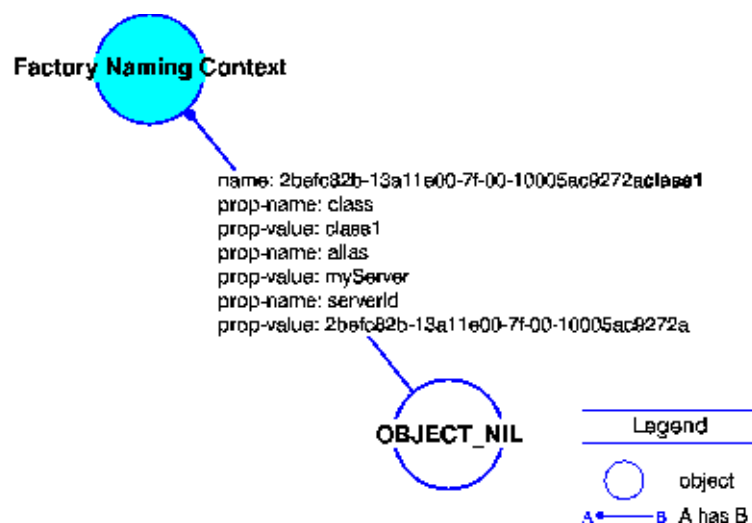 Factory Naming Context
name: 2befc82b-13a11e00-7f-00-10005ac9272aclass1
prop-name: class
prop-value: class1
prop-name: alias
prop-value: myServer
prop-name: serverId
prop-value: 2befc82b-13a11e00-7f-00-10005ac9272a
OBJECT_NIL
Legend
object
A B A has B